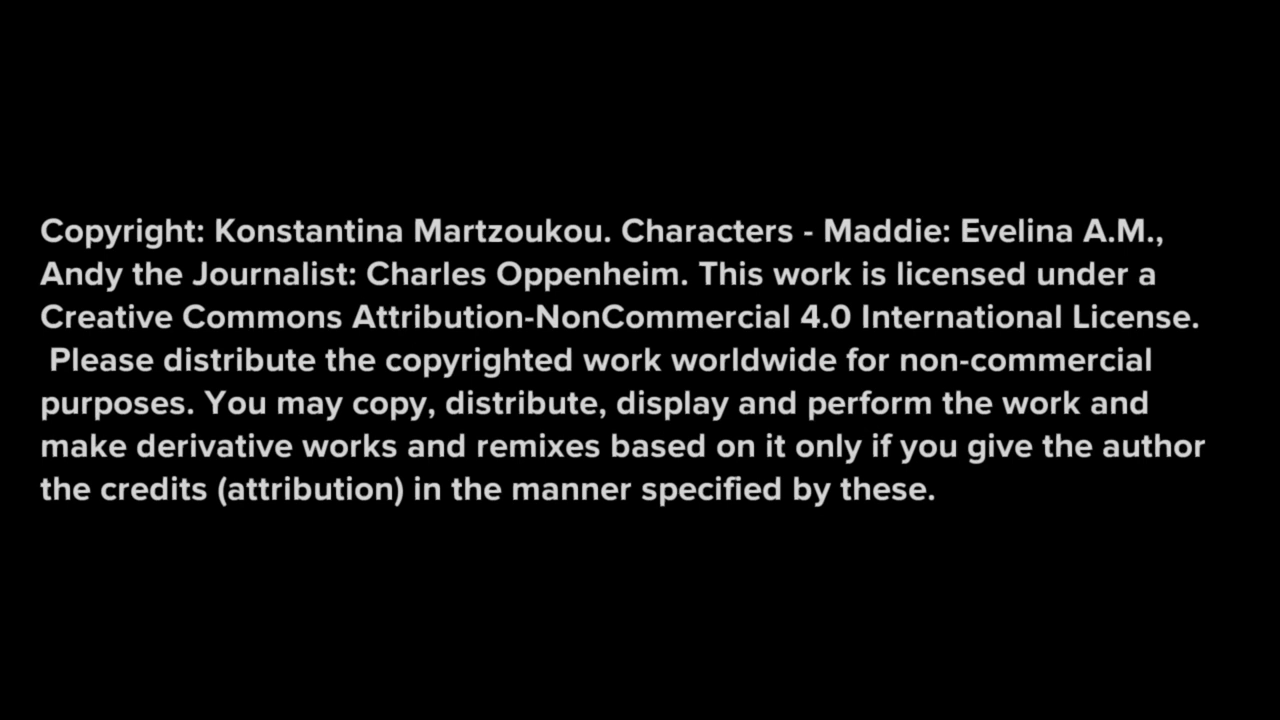 Copyright: Konstantina Martzoukou. Characters - Maddie: Evelina A.M.,
Andy the Journalist: Charles Oppenheim. This work is licensed under a
Creative Commons Attribution-NonCommercial 4.0 International License.
Please distribute the copyrighted work worldwide for non-commercial
purposes. You may copy, distribute, display and perform the work and
make derivative works and remixes based on it only if you give the author
the credits (attribution) in the manner specified by these.